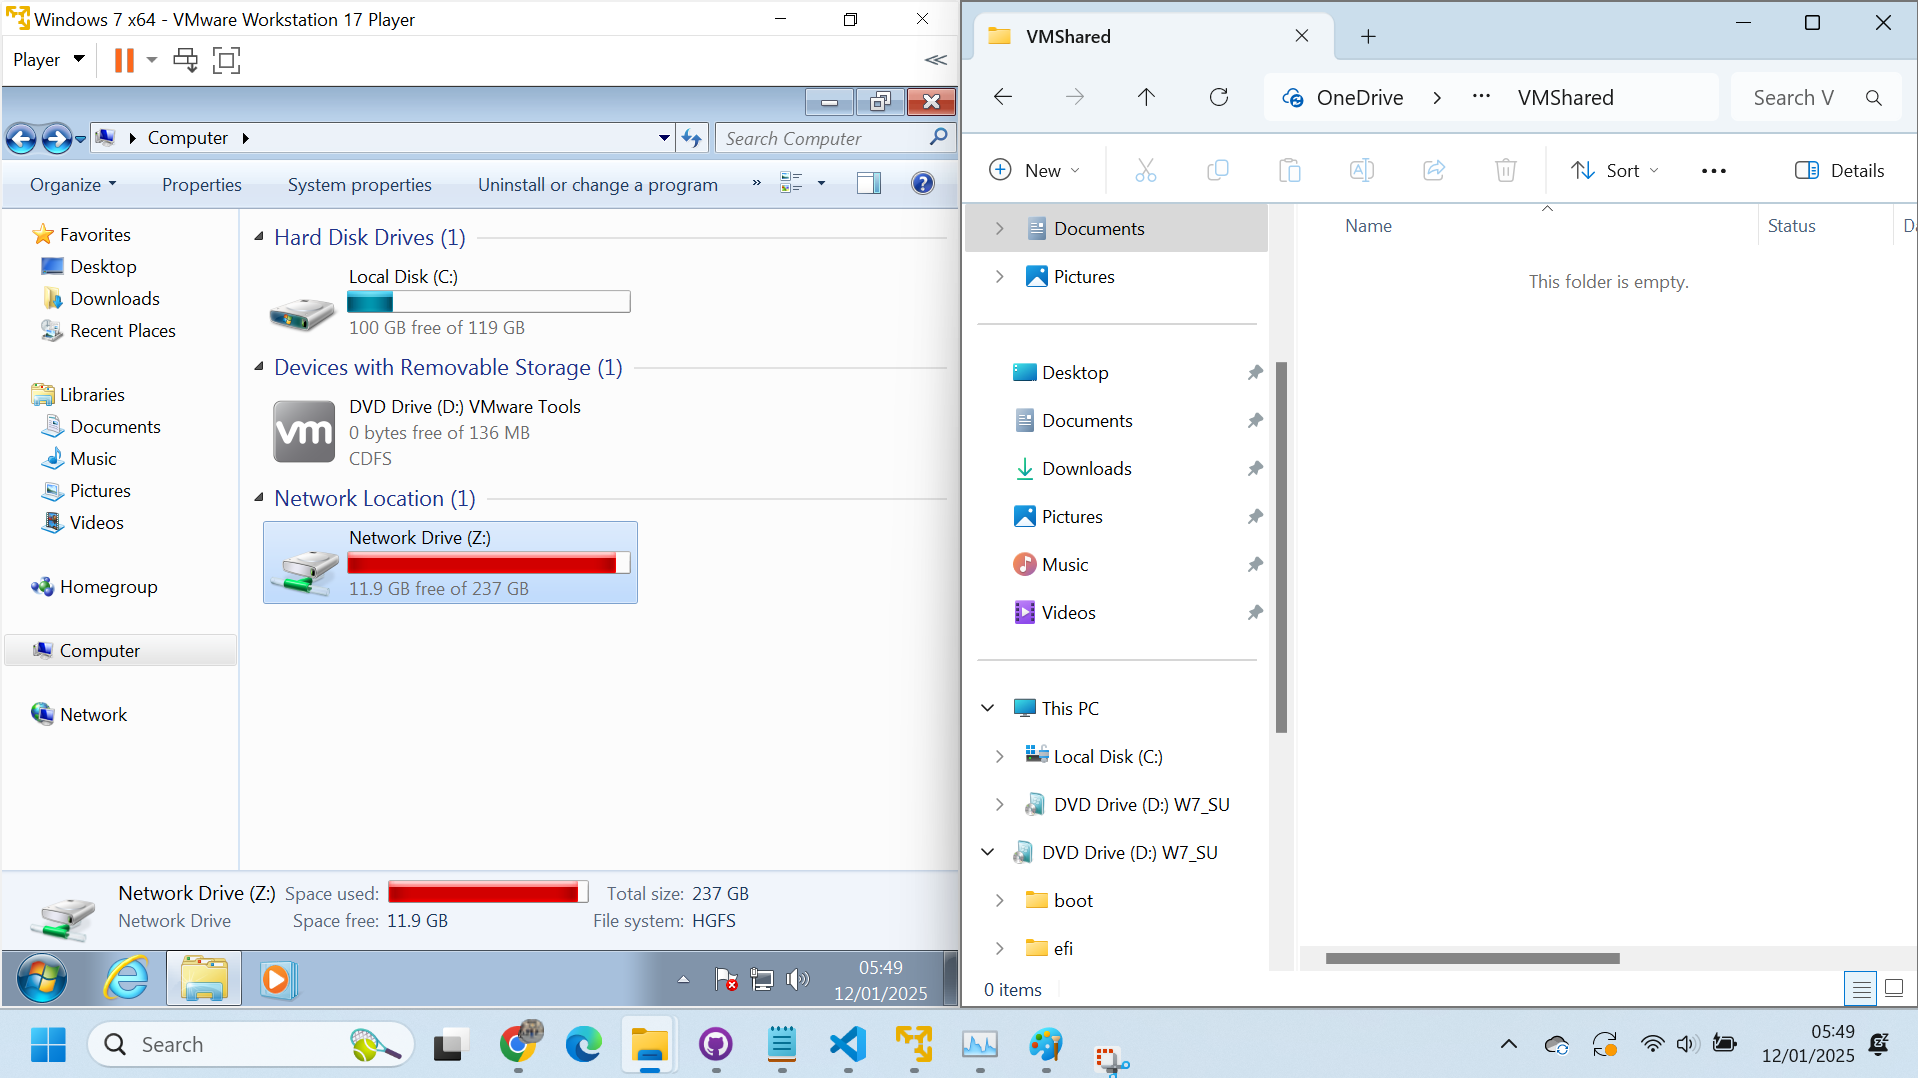 Windows 7 x64 - VMware Workstation 17 Player
Player
Computer
Search Computer
Organize
Properties
System properties
Uninstall or change a program
»
Favorites
Desktop
Downloads
Recent Places
Libraries
Documents
Music
Pictures
Videos
Homegroup
Computer
Network
Hard Disk Drives (1)
Local Disk (C:)
100 GB free of 119 GB
Devices with Removable Storage (1)
vm
DVD Drive (D:) VMware Tools
0 bytes free of 136 MB
CDFS
Network Location (1)
Network Drive (Z:)
11.9 GB free of 237 GB
Network Drive (Z:) Space used: Total size: 237 GB
Network Drive Space free: 11.9 GB File system: HGFS
05:49
12/01/2025
VMShared
OneDrive > ··· VMShared
Search V
New
Sort
Details
Documents
Pictures
Desktop
Documents
Downloads
Pictures
Music
Videos
This PC
Local Disk (C:)
DVD Drive (D:) W7_SU
DVD Drive (D:) W7_SU
boot
efi
Name
Status
This folder is empty.
0 items
Search
05:49
12/01/2025